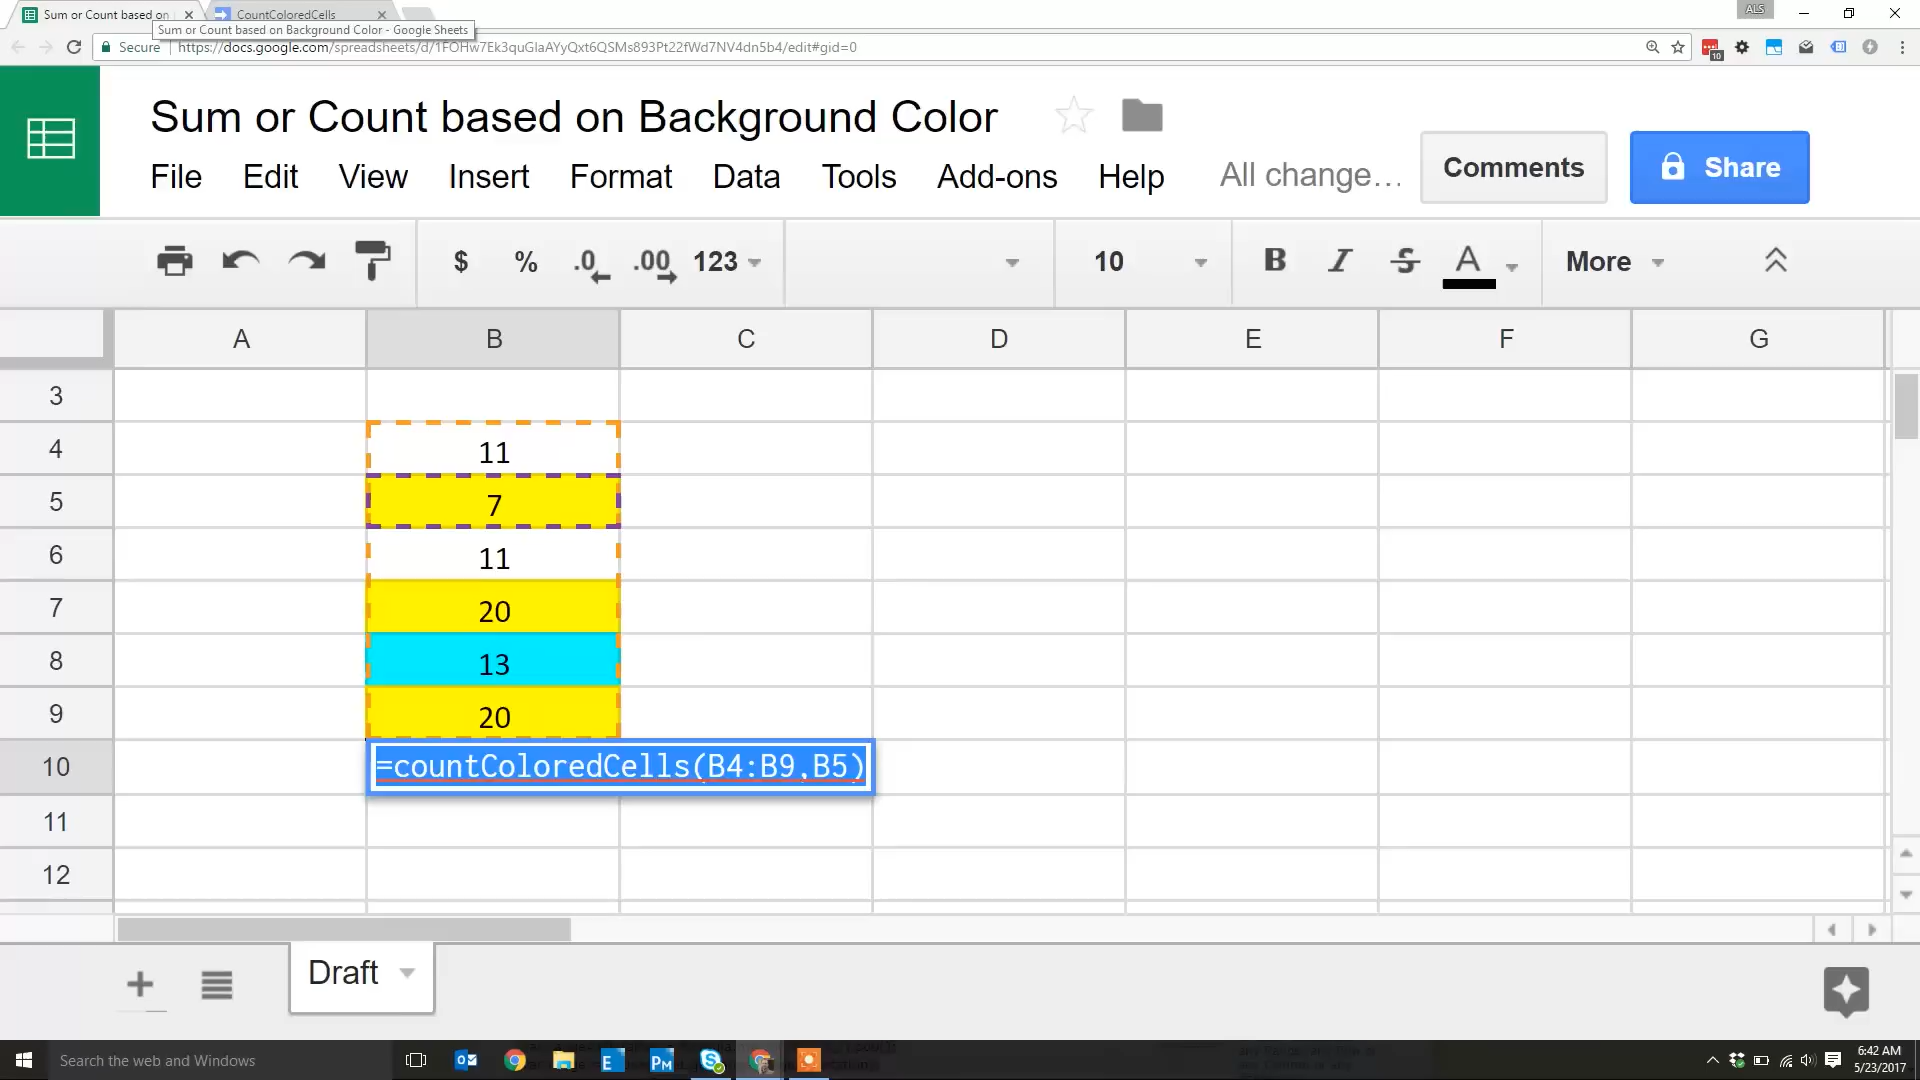 Sum or Count based on
CountColoredCells
ALS
Sum or Count based on Background Color - Google Sheets
Secure
https://docs.google.com/spreadsheets/d/1FOHw7Ek3quGlaAYyQxt6QSMs893Pt22fWd7NV4dn5b4/edit#gid=0
10
Sum or Count based on Background Color
File Edit View Insert Format Data Tools Add-ons Help All change...
Comments
Share
$ % .0 .00 123 10 B I S A More
A B C D E F G
3
4 11
5 7
6 11
7 20
8 13
9 20
10 =countColoredCells(B4:B9,B5)
11
12
Draft
Search the web and Windows
6:42 AM
5/23/2017